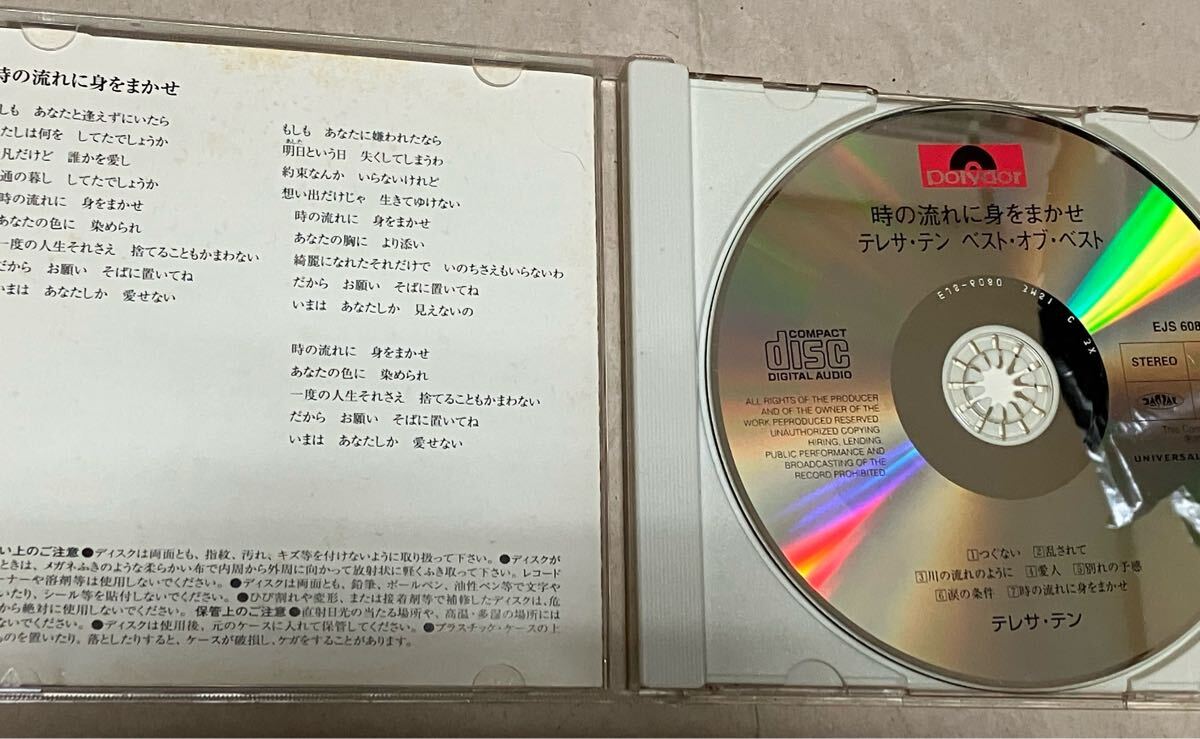 時の流れに身をまかせ
しも あなたと逢えずにいたら
たしは何を してたでしょうか
凡だけど 誰かを愛し
通の暮し してたでしょうか
時の流れに 身をまかせ
あなたの色に 染められ
一度の人生それさえ 捨てることもかまわない
だから お願い そばに置いてね
いまは あなたしか 愛せない
もしも あなたに嫌われたなら
あした
明日という日 失くしてしまうわ
約束なんか いらないけれど
想い出だけじゃ 生きてゆけない
時の流れに 身をまかせ
あなたの胸に より添い
綺麗になれたそれだけで いのちさえもいらないわ
だから お願い そばに置いてね
いまは あなたしか 見えないの
時の流れに 身をまかせ
あなたの色に 染められ
一度の人生それさえ 捨てることもかまわない
だから お願い そばに置いてね
いまは あなたしか 愛せない
い上のご注意 ●ディスクは両面とも、指紋、汚れ、キズ等を付けないように取り扱って下さい。●ディスクが
ときは、メガネふきのような柔らかい布で内周から外周に向かって放射状に軽くふき取って下さい。レコード
ーナーや溶剤等は使用しないでください。●ディスクは両面とも、鉛筆、ボールペン、油性ペン等で文字や
いたり、シール等を貼付しないでください。●ひび割れや変形、または接着剤等で補修したディスクは、危
から絶対に使用しないでください。 保管上のご注意 ●直射日光の当たる場所や、高温・多湿の場所には
ないでください。●ディスクは使用後、元のケースに入れて保管してください。●プラスチック・ケースの上
ものを置いたり、落としたりすると、ケースが破損し、ケガをすることがあります。
Polydor
時の流れに身をまかせ
テレサ・テン ベスト・オブ・ベスト
EJS 608
COMPACT
disc
DIGITAL AUDIO
STEREO
ALL RIGHTS OF THE PRODUCER
AND OF THE OWNER OF THE
WORK PEPRODUCED RESERVED
UNAUTHORIZED COPYING
HIRING, LENDING,
PUBLIC PERFORMANCE AND
BROADCASTING OF THE
RECORD PROHIBITED
This Com
UNIVERSAL
1つぐない 2乱されて
3川の流れのように 4愛人 5別れの予感
6涙の条件 7時の流れに身をまかせ
テレサ・テン